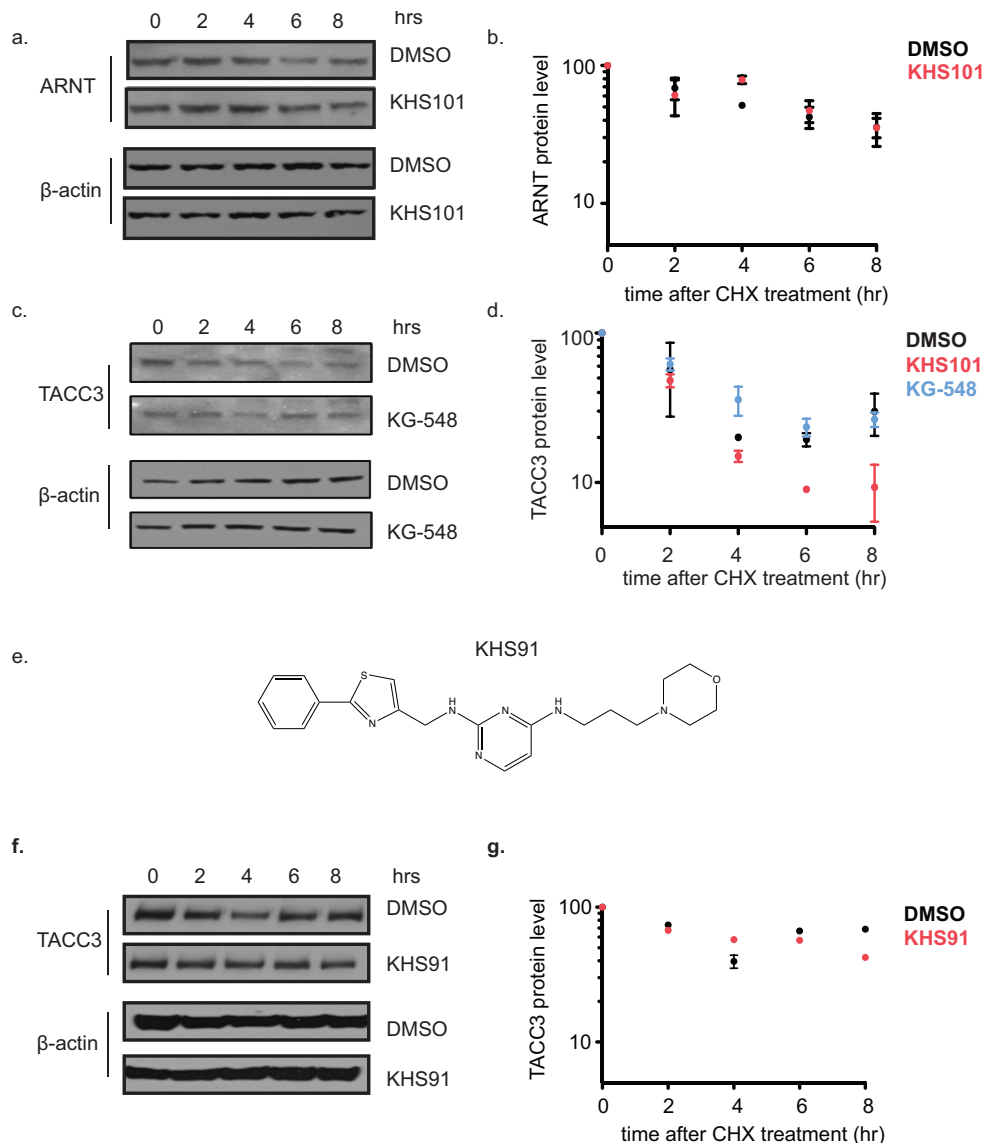 a.
0 2 4 6 8 hrs
ARNT
DMSO
KHS101
β-actin
DMSO
KHS101
b.
DMSO
KHS101
ARNT protein level
100
10
0 2 4 6 8
time after CHX treatment (hr)
c.
0 2 4 6 8 hrs
TACC3
DMSO
KG-548
β-actin
DMSO
KG-548
d.
DMSO
KHS101
KG-548
TACC3 protein level
100
10
0 2 4 6 8
time after CHX treatment (hr)
e.
KHS91
S
N
H
N
N
N
H
N
N
O
f.
0 2 4 6 8 hrs
TACC3
DMSO
KHS91
β-actin
DMSO
KHS91
g.
DMSO
KHS91
TACC3 protein level
100
10
0 2 4 6 8
time after CHX treatment (hr)